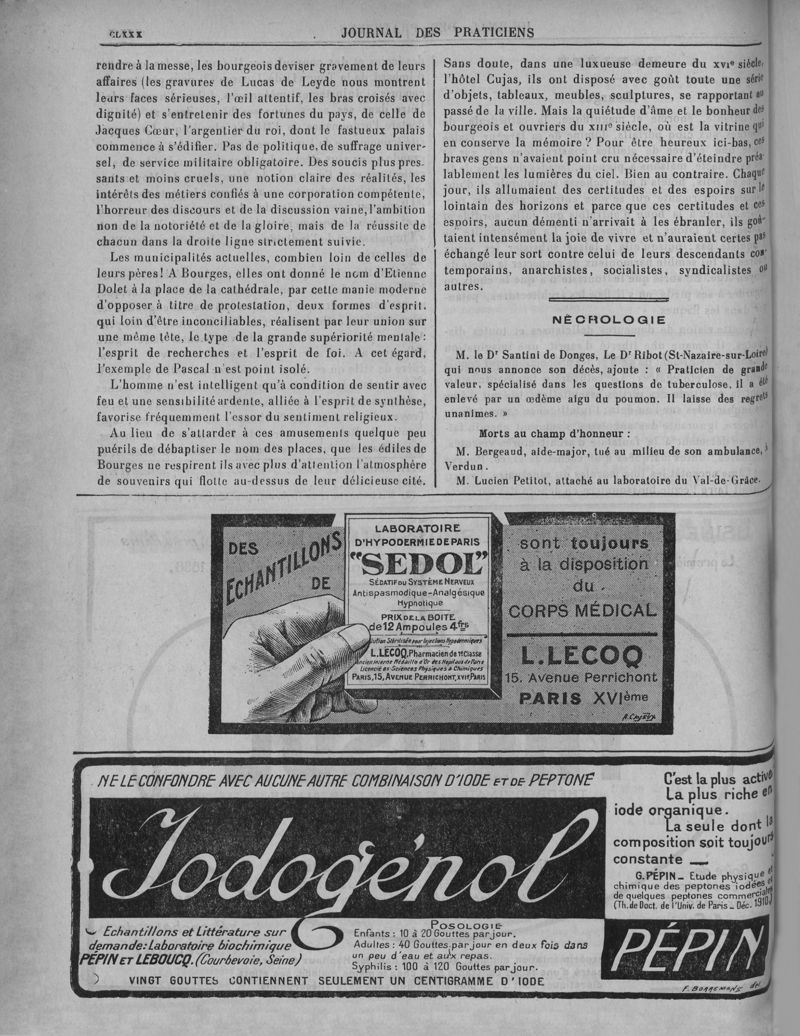 CLXXX
JOURNAL DES PRATICIENS
rendre à la messe, les bourgeois deviser gravement de leurs
affaires (les gravures de Lucas de Leyde nous montrent
leurs faces sérieuses, l'œil attentif, les bras croisés avec
dignité) et s'entretenir des fortunes du pays, de celle de
Jacques Cœur, l'argentier du roi, dont le fastueux palais
commence à s'édifier. Pas de politique, de suffrage univer-
sel, de service militaire obligatoire. Des soucis plus pres
sants et moins cruels, une notion claire des réalités, les
intérêts des métiers confiés à une corporation compétente,
l'horreur des discours et de la discussion vaine, l'ambition
non de la notoriété et de la gloire, mais de la réussite de
chacun dans la droite ligne strictement suivie.
Les municipalités actuelles, combien loin de celles de
leurs pères! A Bourges, elles ont donné le nom d'Etienne
Dolet à la place de la cathédrale, par cette manie moderne
d'opposer à titre de protestation, deux formes d'esprit,
qui loin d'être inconciliables, réalisent par leur union sur
une même tête, le type de la grande supériorité mentale :
l'esprit de recherches et l'esprit de foi. A cet égard,
l'exemple de Pascal n'est point isolé.
L'homme n'est intelligent qu'à condition de sentir avec
feu et une sensibilité ardente, alliée à l'esprit de synthèse,
favorise fréquemment l'essor du sentiment religieux.
Au lieu de s'attarder à ces amusements quelque peu
puérils de débaptiser le nom des places, que les édiles de
Bourges ne respirent ils avec plus d'attention l'atmosphère
de souvenirs qui flotte au-dessus de leur délicieuse cité.
Sans doute, dans une luxueuse demeure du XVIe siècle,
l'hôtel Cujas, ils ont disposé avec goût toute une série
d'objets, tableaux, meubles, sculptures, se rapportant au
passé de la ville. Mais la quiétude d'âme et le bonheur des
bourgeois et ouvriers du XIIIe siècle, où est la vitrine qui
en conserve la mémoire ? Pour être heureux ici-bas, ces
braves gens n'avaient point cru nécessaire d'éteindre préa
lablement les lumières du ciel. Bien au contraire. Chaque
jour, ils allumaient des certitudes et des espoirs sur le
lointain des horizons et parce que ces certitudes et ces
espoirs, aucun démenti n'arrivait à les ébranler, ils goû-
taient intensément la joie de vivre et n'auraient certes pas
échangé leur sort contre celui de leurs descendants con-
temporains, anarchistes, socialistes, syndicalistes ou
autres.
NÉCROLOGIE
M. le Dr Santini de Donges, Le Dr Ribot (St-Nazaire-sur-Loire)
qui nous annonce son décès, ajoute : « Praticien de grande
valeur, spécialisé dans les questions de tuberculose, il a été
enlevé par un œdème aigu du poumon. Il laisse des regrets
unanimes. »
Morts au champ d'honneur :
M. Bergeaud, aide-major, tué au milieu de son ambulance, à
Verdun.
M. Lucien Petitot, attaché au laboratoire du Val-de-Grâce.
DES
ECHANTILLONS
DE
LABORATOIRE
D'HYPODERMIE DE PARIS
"SEDOL"
SÉDATIF DU SYSTÈME NERVEUX
Antispasmodique-Analgésique
Hypnotique
PRIX DE LA BOITE
de 12 Ampoules 4frs
L. LECOQ, Pharmacien de 1re Classe
Licencié ès Sciences Physiques & Chimiques
PARIS, 15, AVENUE PERRICHONT, XVIe, PARIS
sont toujours
à la disposition
du
CORPS MÉDICAL
L. LECOQ
15. Avenue Perrichont
PARIS XVIème
NE LE CONFONDRE AVEC AUCUNE AUTRE COMBINAISON D'IODE ET DE PEPTONE
Iodogénol
C'est la plus active
La plus riche en
iode organique.
La seule dont la
composition soit toujours
constante —
G. PÉPIN — Etude physique et
chimique des peptones iodées et
de quelques peptones commerciales
(Th. de Doct. de l'Univ. de Paris — Déc. 1910)
PÉPIN
Echantillons et Littérature sur
demande: Laboratoire biochimique
PÉPIN ET LEBOUCQ. (Courbevoie, Seine)
POSOLOGIE
Enfants : 10 à 20 Gouttes par jour.
Adultes : 40 Gouttes par jour en deux fois dans
un peu d'eau et aux repas.
Syphilis : 100 à 120 Gouttes par jour.
VINGT GOUTTES CONTIENNENT SEULEMENT UN CENTIGRAMME D'IODE